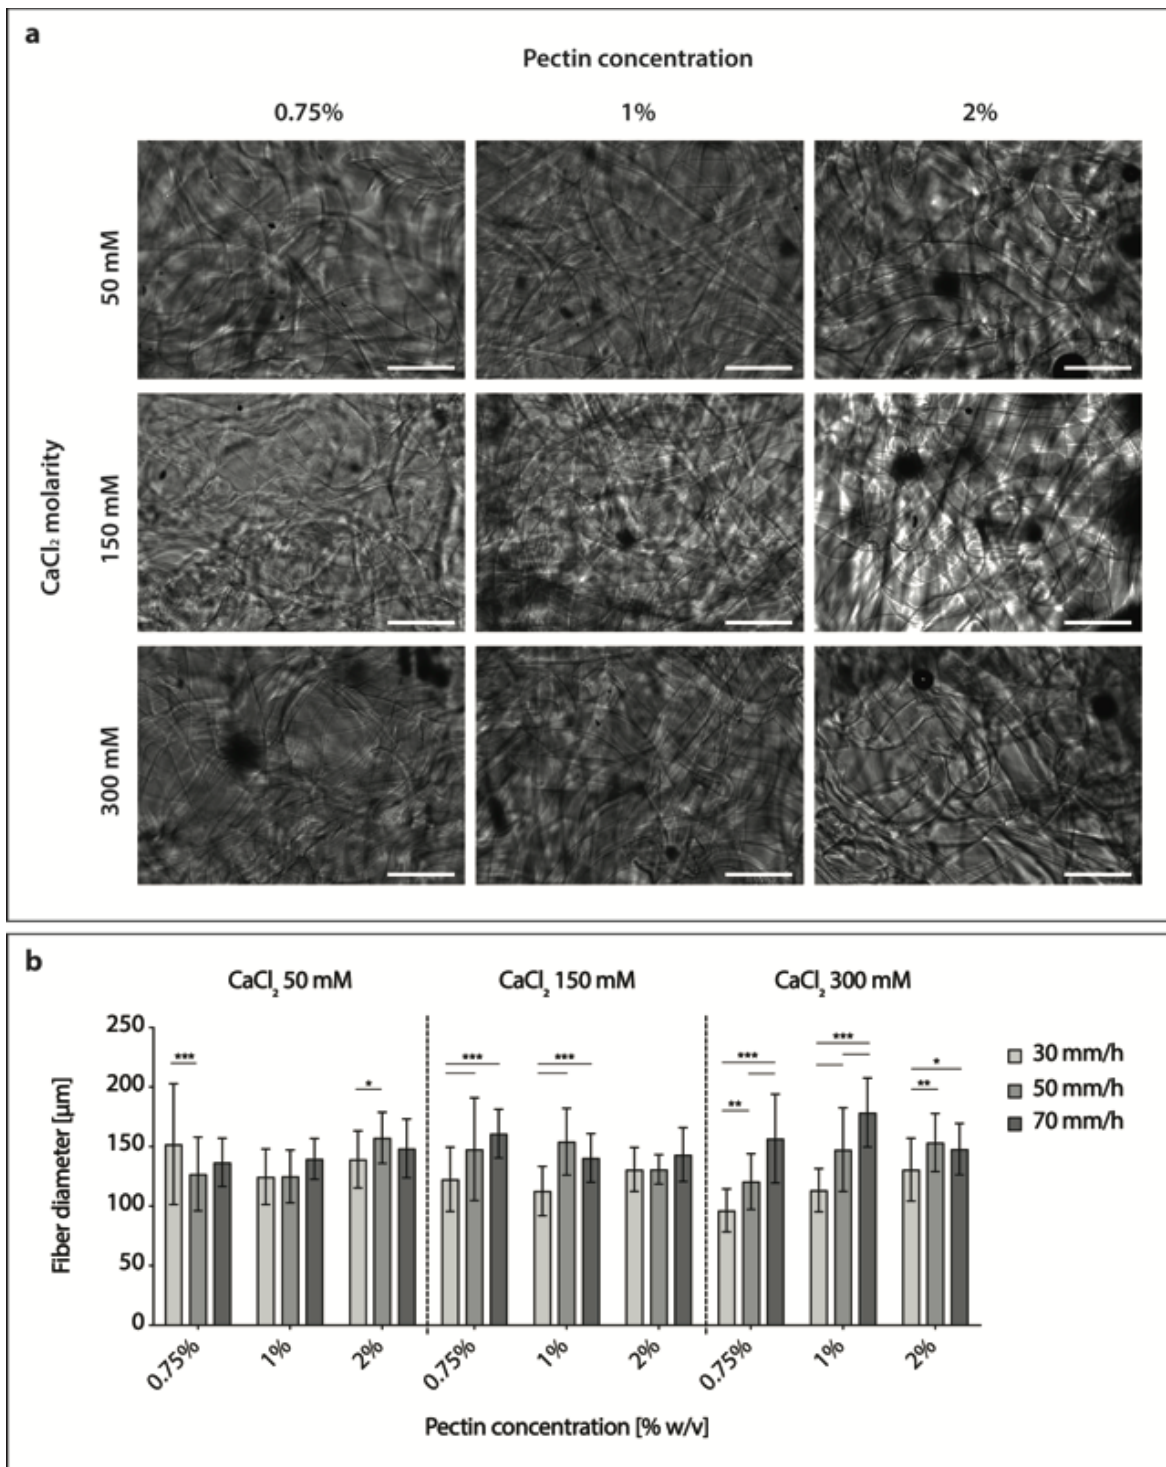 a
Pectin concentration
0.75% 1% 2%
CaCl₂ molarity
50 mM
150 mM
300 mM
b
CaCl₂ 50 mM CaCl₂ 150 mM CaCl₂ 300 mM
Fiber diameter [µm]
250
200
150
100
50
0
*** * *** *** *** ** *** * **
30 mm/h
50 mm/h
70 mm/h
0.75% 1% 2% 0.75% 1% 2% 0.75% 1% 2%
Pectin concentration [% w/v]